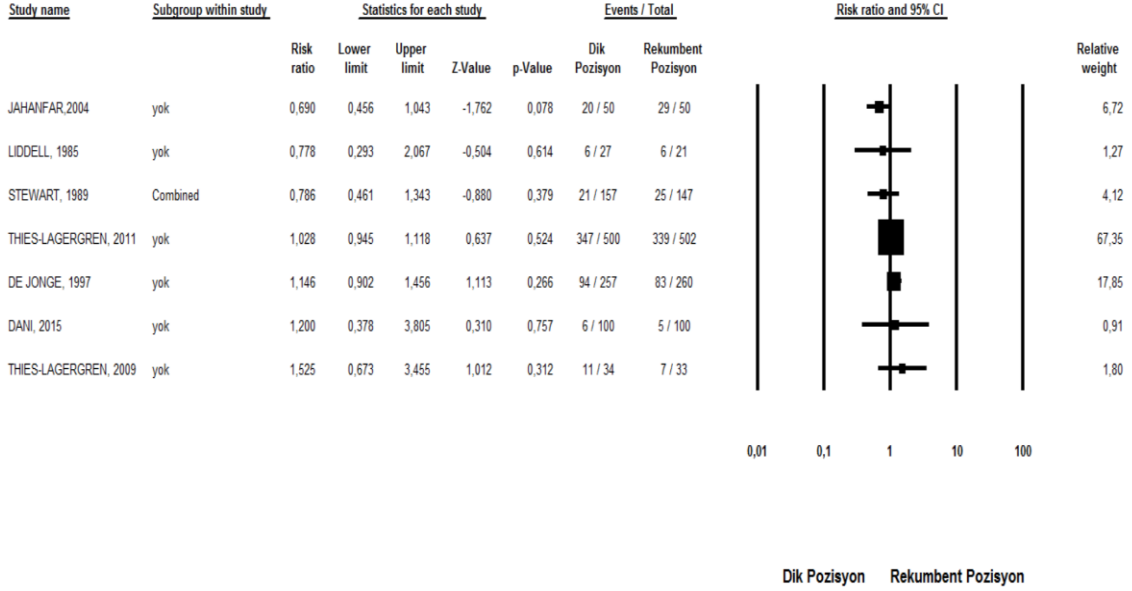 Study name Subgroup within study Statistics for each study Events / Total Risk ratio and 95% CI
Risk Lower Upper Dik Rekumbent Relative
ratio limit limit Z-Value p-Value Pozisyon Pozisyon weight
JAHANFAR,2004 yok 0,690 0,456 1,043 -1,762 0,078 20 / 50 29 / 50 6,72
LIDDELL, 1985 yok 0,778 0,293 2,067 -0,504 0,614 6 / 27 6 / 21 1,27
STEWART, 1989 Combined 0,786 0,461 1,343 -0,880 0,379 21 / 157 25 / 147 4,12
THIES-LAGERGREN, 2011 yok 1,028 0,945 1,118 0,637 0,524 347 / 500 339 / 502 67,35
DE JONGE, 1997 yok 1,146 0,902 1,456 1,113 0,266 94 / 257 83 / 260 17,85
DANI, 2015 yok 1,200 0,378 3,805 0,310 0,757 6 / 100 5 / 100 0,91
THIES-LAGERGREN, 2009 yok 1,525 0,673 3,455 1,012 0,312 11 / 34 7 / 33 1,80
0,01 0,1 1 10 100
Dik Pozisyon Rekumbent Pozisyon